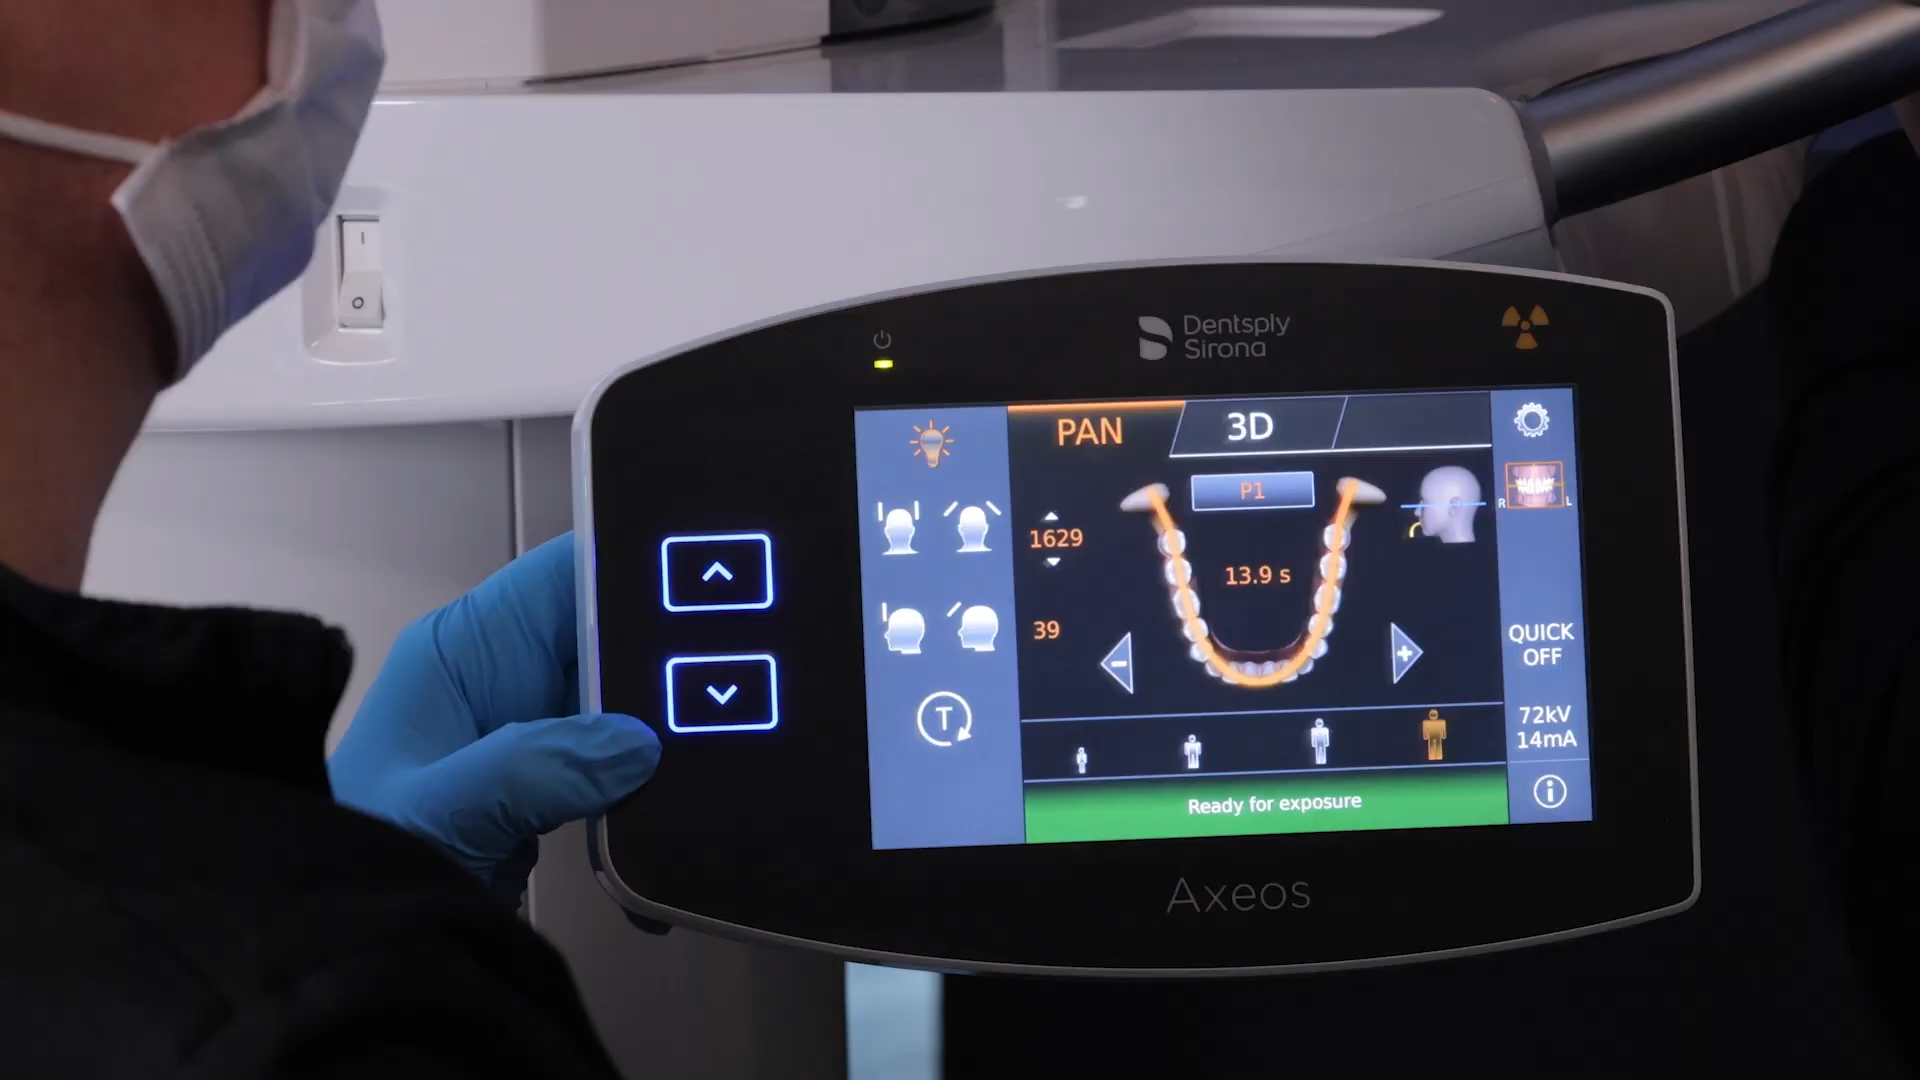 Dentsply
Sirona
PAN
3D
P1
1629
13.9 s
39
R
L
QUICK
OFF
T
72kV
14mA
Ready for exposure
Axeos